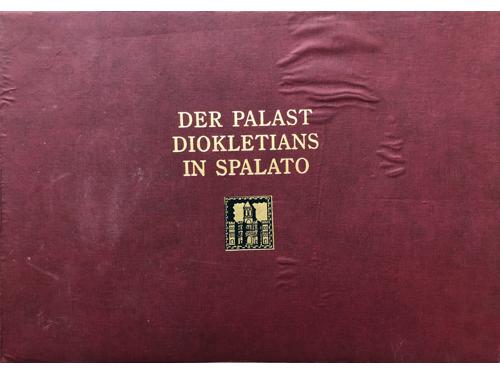 DER PALAST
DIOKLETIANS
IN SPALATO